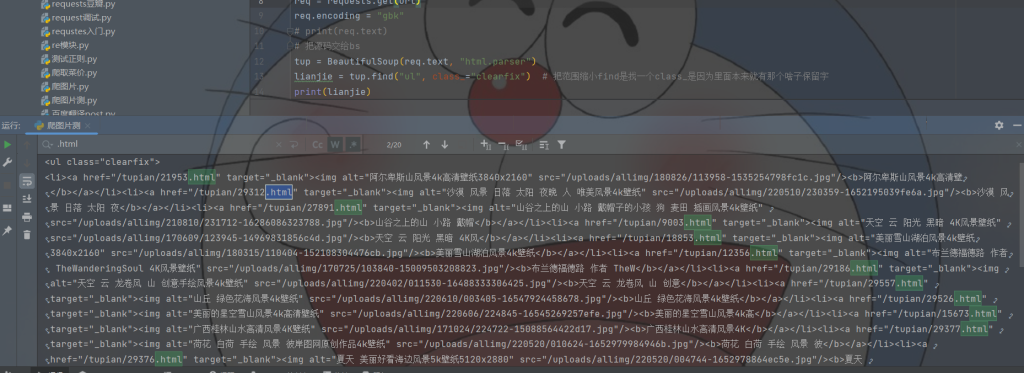 requests豆瓣.py
request调试.py
requstes入门.py
re模块.py
测试正则.py
爬取菜价.py
爬图片.py
爬图片测.py
百度翻译post.py
8 req = requests.get(url)
9 req.encoding = "gbk"
10 # print(req.text)
11 # 把源码交给bs
12 tup = BeautifulSoup(req.text, "html.parser")
13 lianjie = tup.find("ul", class_="clearfix") # 把范围缩小find是找一个class_是因为里面本来就有那个啥子保留字
14 print(lianjie)
运行: 爬图片测 ×
.html
Cc W .* 2/20
<ul class="clearfix">
<li><a href="/tupian/21953.html" target="_blank"><img alt="阿尔卑斯山风景4k高清壁纸3840x2160" src="/uploads/allimg/180826/113958-1535254798fc1c.jpg"/><b>阿尔卑斯山风景4k高清壁
</b></a></li><li><a href="/tupian/29312.html" target="_blank"><img alt="沙漠 风景 日落 太阳 夜晚 人 唯美风景4k壁纸" src="/uploads/allimg/220510/230359-1652195039fe6a.jpg"/><b>沙漠 风
景 日落 太阳 夜</b></a></li><li><a href="/tupian/27891.html" target="_blank"><img alt="山谷之上的山 小路 戴帽子的小孩 狗 麦田 插画风景4k壁纸"
src="/uploads/allimg/210810/231712-16286086323788.jpg"/><b>山谷之上的山 小路 戴帽</b></a></li><li><a href="/tupian/9003.html" target="_blank"><img alt="天空 云 阳光 黑暗 4K风景壁纸"
src="/uploads/allimg/170609/123945-14969831856c4d.jpg"/><b>天空 云 阳光 黑暗 4K风</b></a></li><li><a href="/tupian/18853.html" target="_blank"><img alt="美丽雪山湖泊风景4k壁纸
3840x2160" src="/uploads/allimg/180315/110404-152108304476cb.jpg"/><b>美丽雪山湖泊风景4k壁纸</b></a></li><li><a href="/tupian/12356.html" target="_blank"><img alt="布兰德福德路 作者
TheWanderingSoul 4K风景壁纸" src="/uploads/allimg/170725/103840-15009503208823.jpg"/><b>布兰德福德路 作者 TheW</b></a></li><li><a href="/tupian/29186.html" target="_blank"><img
alt="天空 云 龙卷风 山 创意手绘风景4k壁纸" src="/uploads/allimg/220402/011530-16488333306425.jpg"/><b>天空 云 龙卷风 山 创意</b></a></li><li><a href="/tupian/29557.html"
target="_blank"><img alt="山丘 绿色花海风景4k壁纸" src="/uploads/allimg/220610/003405-16547924458678.jpg"/><b>山丘 绿色花海风景4k壁纸</b></a></li><li><a href="/tupian/29526.html"
target="_blank"><img alt="美丽的星空雪山风景4k高清壁纸" src="/uploads/allimg/220606/224845-16545269257efe.jpg"/><b>美丽的星空雪山风景4k高</b></a></li><li><a href="/tupian/15673.html"
target="_blank"><img alt="广西桂林山水高清风景4K壁纸" src="/uploads/allimg/171024/224722-15088564422d17.jpg"/><b>广西桂林山水高清风景4K</b></a></li><li><a href="/tupian/29377.html"
target="_blank"><img alt="荷花 白荷 手绘 风景 彼岸图网原创作品4k壁纸" src="/uploads/allimg/220520/010624-1652979984946b.jpg"/><b>荷花 白荷 手绘 风景 彼</b></a></li><li><a
href="/tupian/29376.html" target="_blank"><img alt="夏天 美丽好看海边风景5k壁纸5120x2880" src="/uploads/allimg/220520/004744-1652978864ec5e.jpg"/><b>夏天